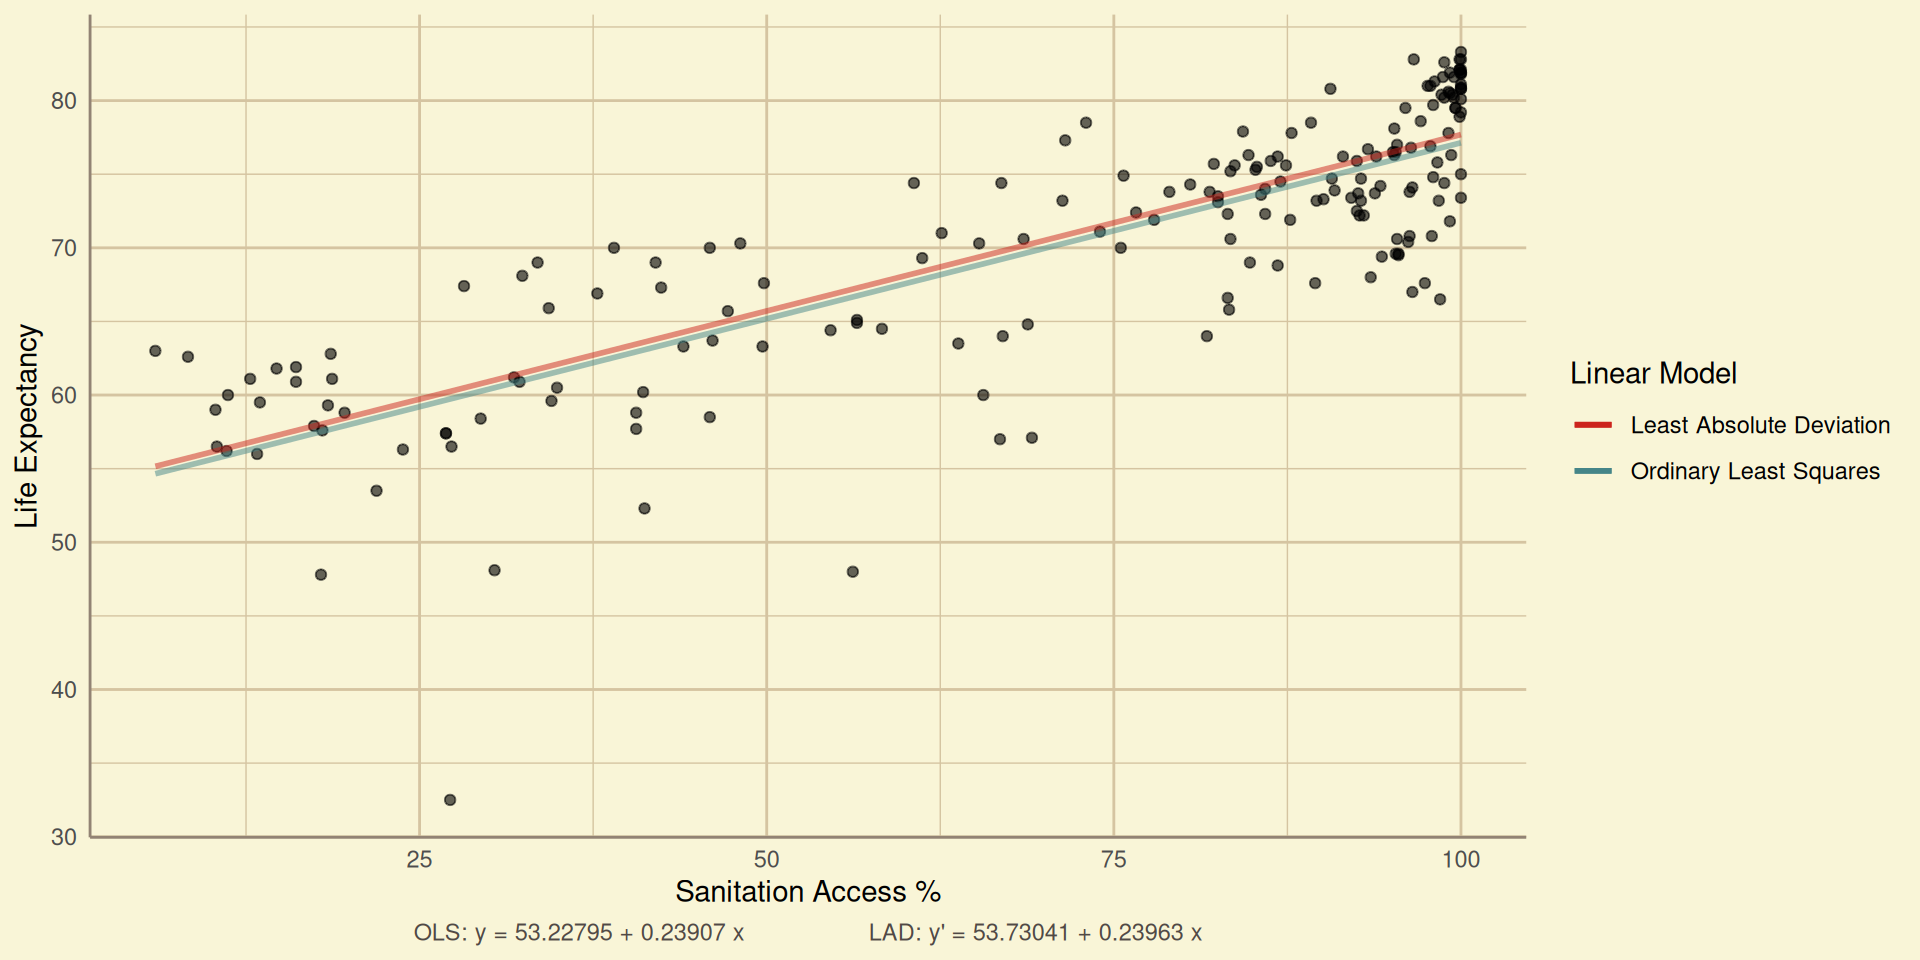 80
70
60
50
40
30
Life Expectancy
25 50 75 100
Sanitation Access %
OLS: y = 53.22795 + 0.23907 x LAD: y' = 53.73041 + 0.23963 x
Linear Model
Least Absolute Deviation
Ordinary Least Squares